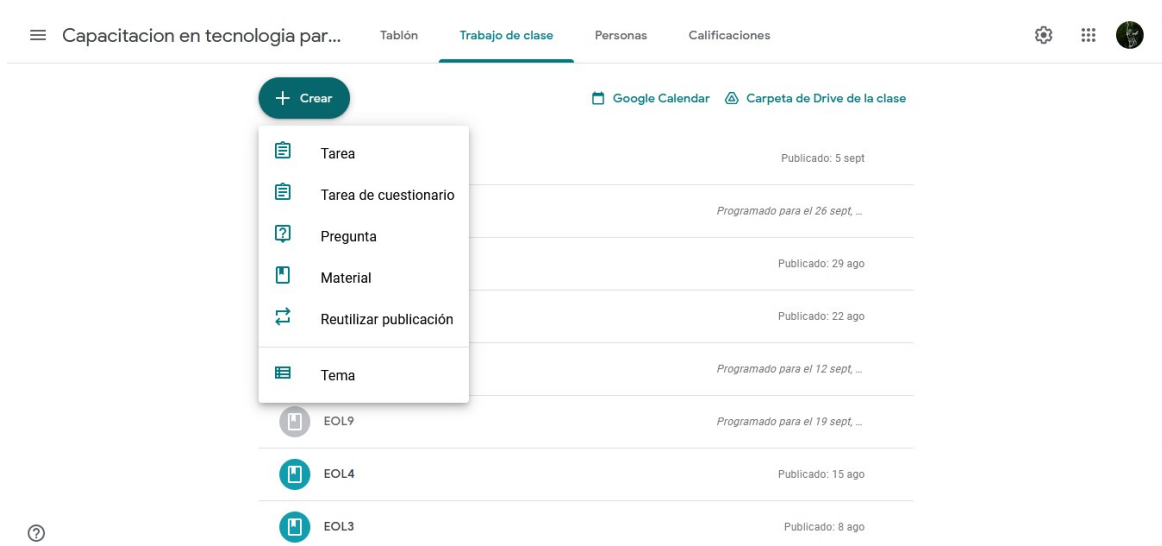 Capacitacion en tecnologia par...
Tablón
Trabajo de clase
Personas
Calificaciones
Crear
Google Calendar
Carpeta de Drive de la clase
Tarea
Publicado: 5 sept
Tarea de cuestionario
Programado para el 26 sept, ...
Pregunta
Publicado: 29 ago
Material
Reutilizar publicación
Publicado: 22 ago
Tema
Programado para el 12 sept, ...
EOL9
Programado para el 19 sept, ...
EOL4
Publicado: 15 ago
EOL3
Publicado: 8 ago